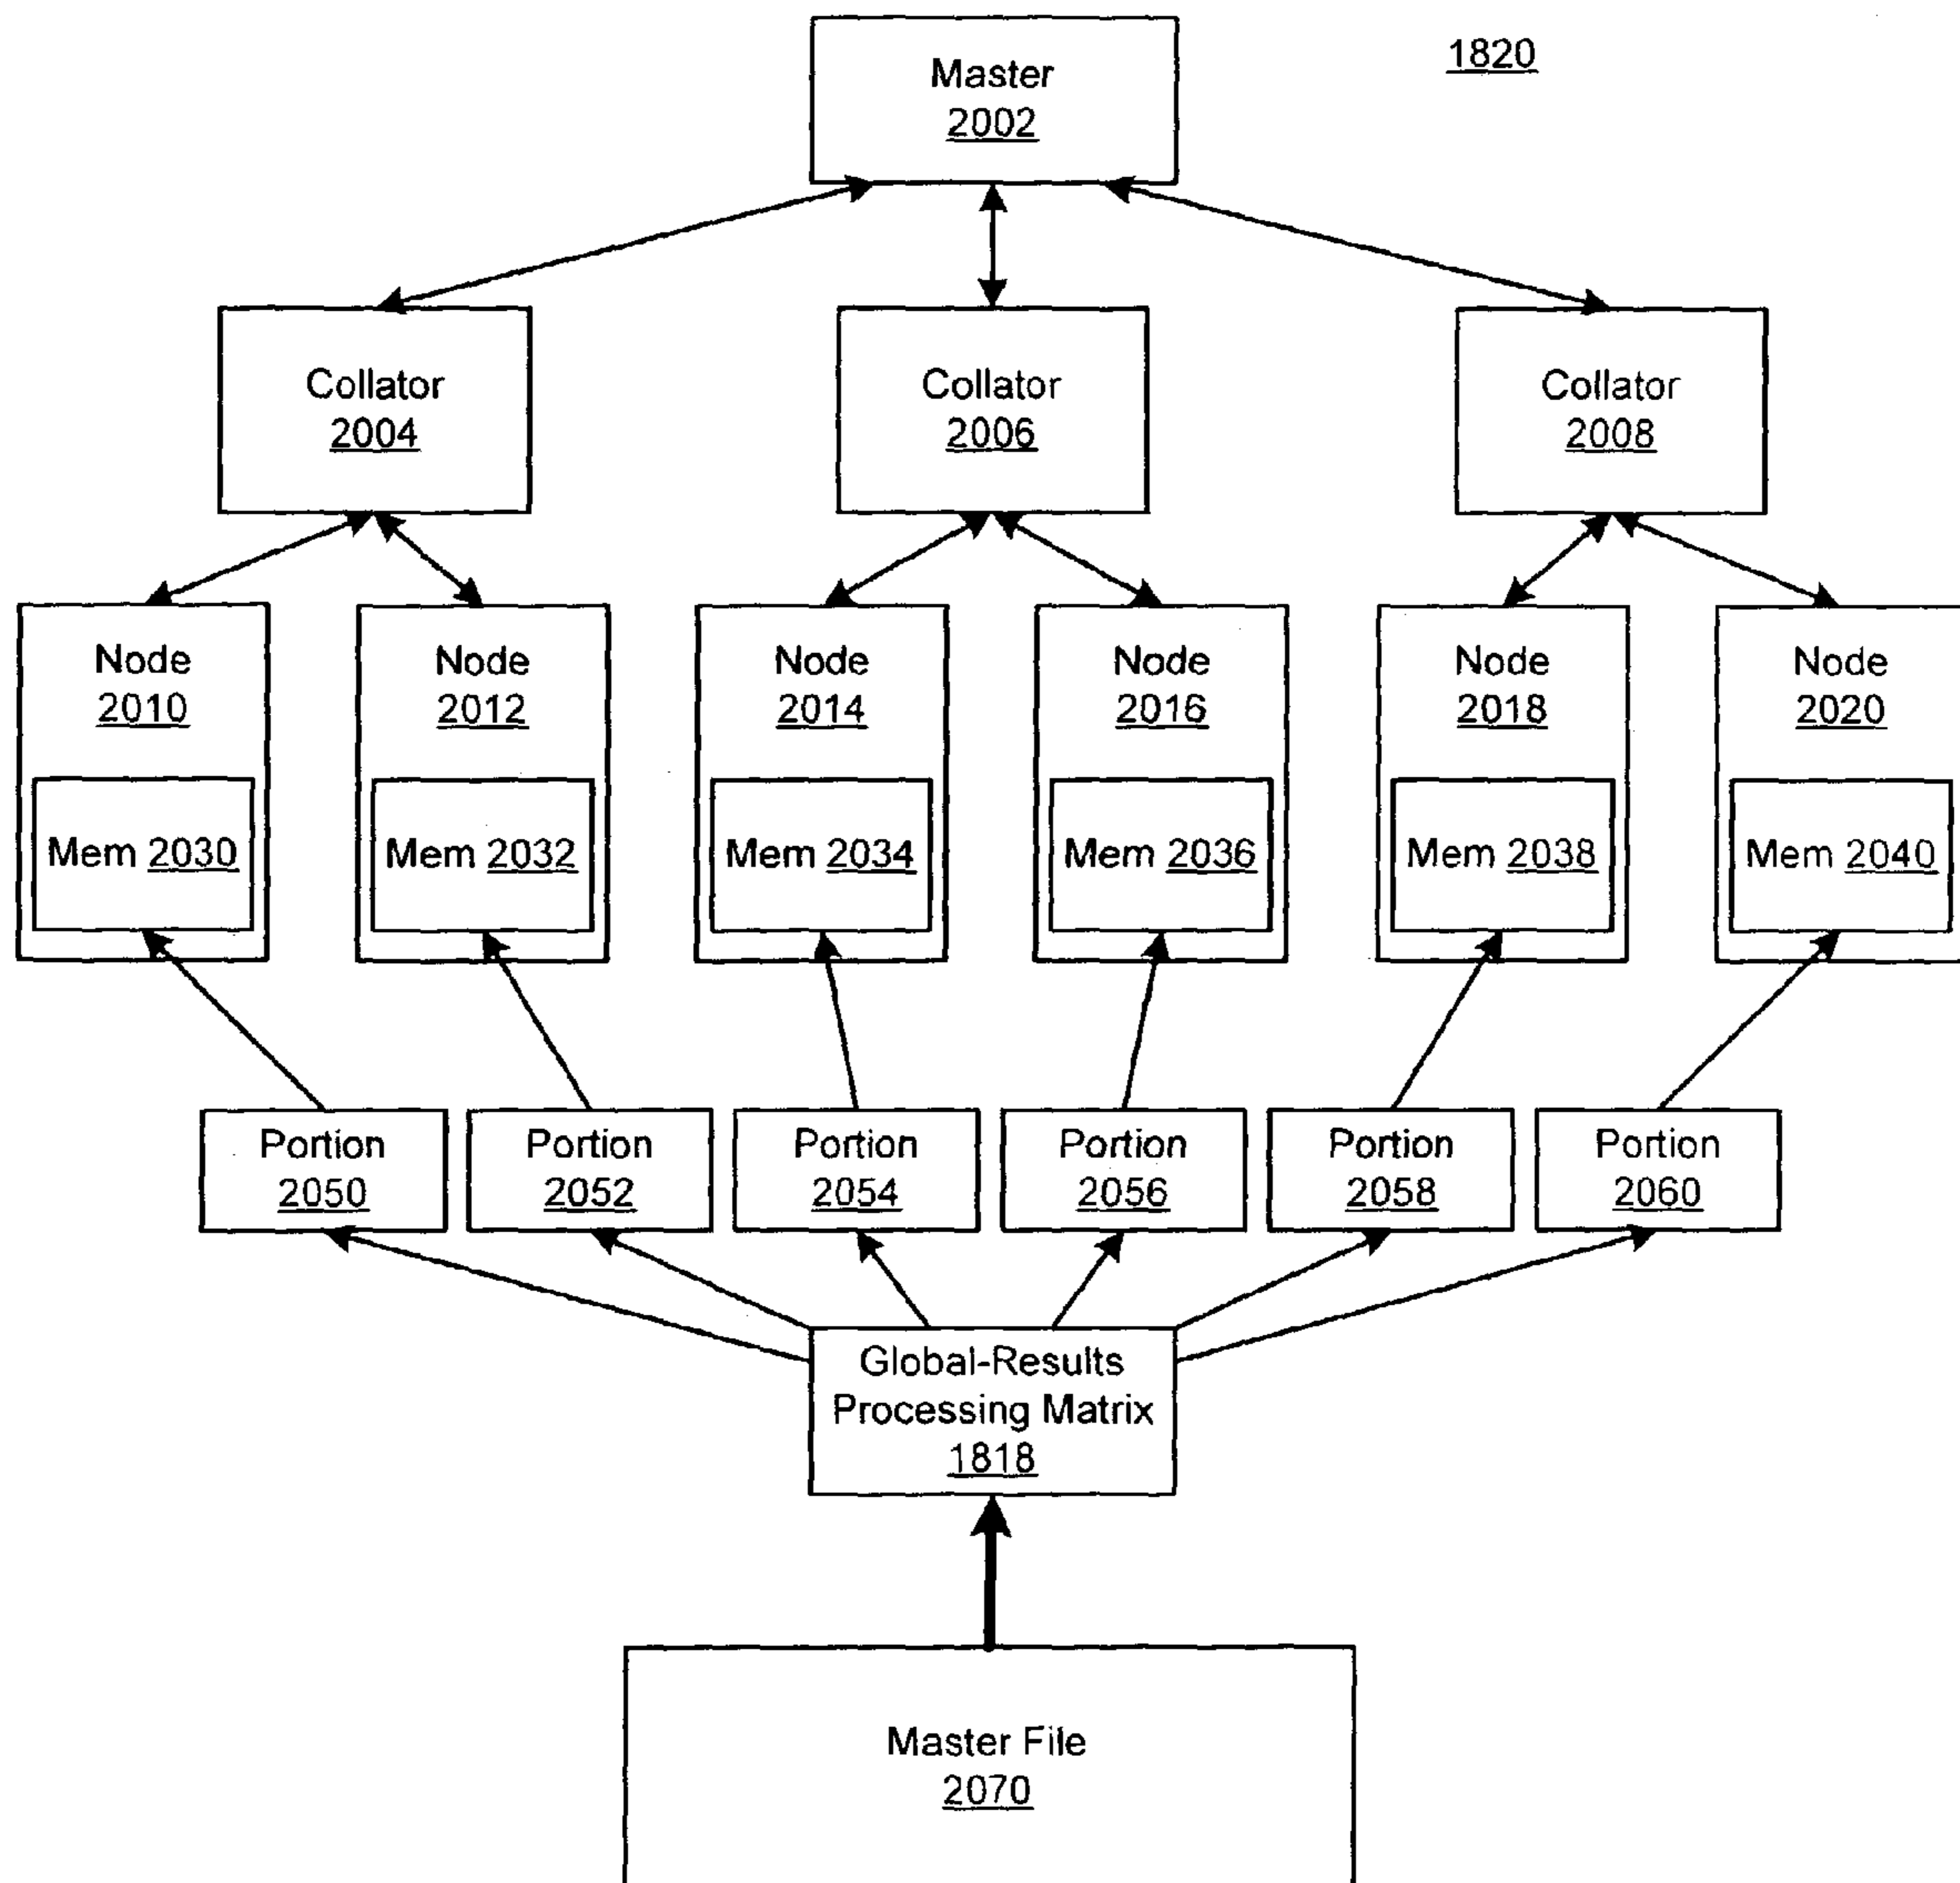 1820
Master
2002
Collator
2004
Collator
2006
Collator
2008
Node
2010
Node
2012
Node
2014
Node
2016
Node
2018
Node
2020
Mem 2030
Mem 2032
Mem 2034
Mem 2036
Mem 2038
Mem 2040
Portion
2050
Portion
2052
Portion
2054
Portion
2056
Portion
2058
Portion
2060
Global-Results
Processing Matrix
1818
Master File
2070